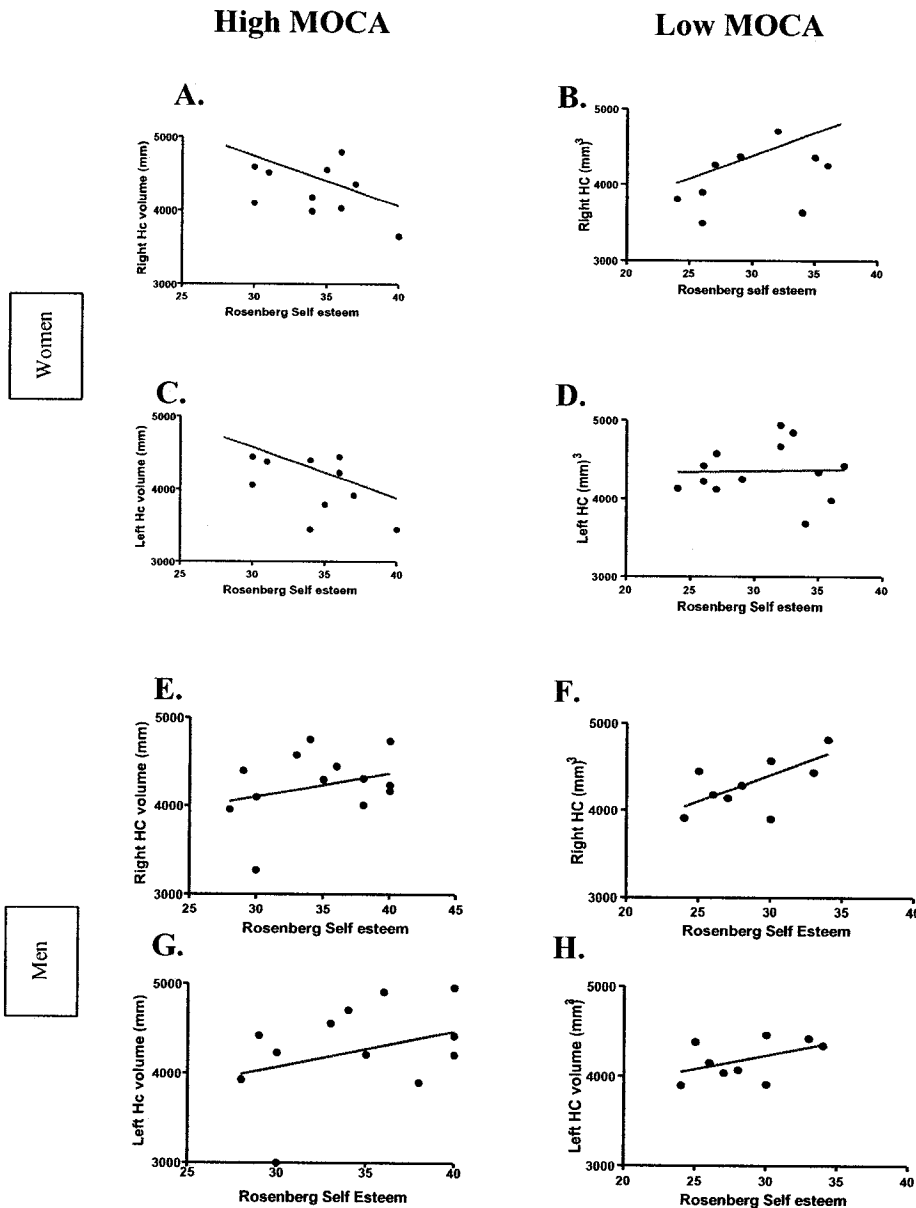 High MOCA
Low MOCA
A.
5000
4000
3000
25
30
35
40
Right Hc volume (mm)
Rosenberg Self esteem
B.
5000
4000
3000
20
25
30
35
40
Right HC (mm)3
Rosenberg self esteem
Women
C.
5000
4000
3000
25
30
35
40
Left Hc volume (mm)
Rosenberg Self esteem
D.
5000
4000
3000
20
25
30
35
40
Left HC (mm)3
Rosenberg Self esteem
E.
5000
4000
3000
25
30
35
40
45
Right HC volume (mm)
Rosenberg Self esteem
F.
5000
4000
3000
20
25
30
35
40
Right HC (mm)3
Rosenberg Self Esteem
Men
G.
5000
4000
3000
25
30
35
40
Left Hc volume (mm)
Rosenberg Self Esteem
H.
5000
4000
3000
20
25
30
35
40
Left HC volume (mm3
Rosenberg Self esteem